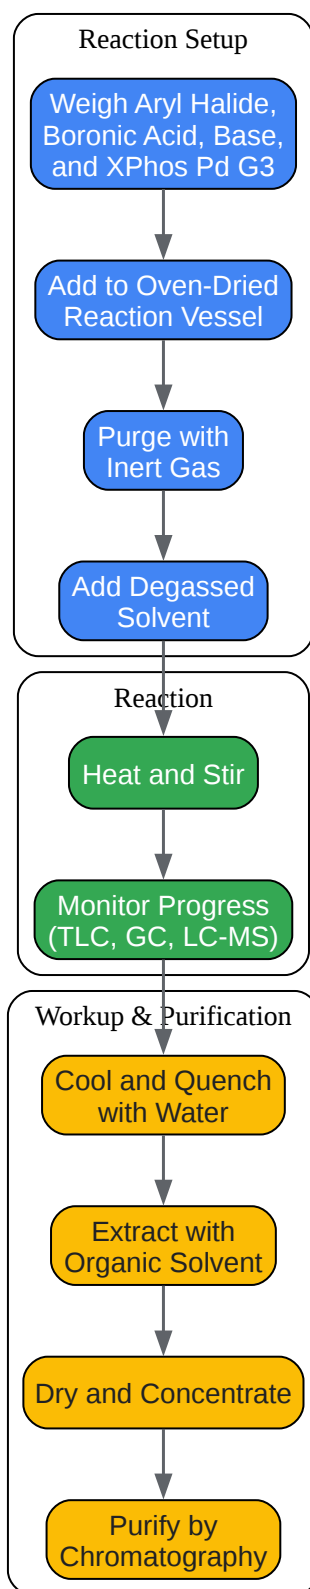 Reaction Setup
Weigh Aryl Halide,
Boronic Acid, Base,
and XPhos Pd G3
Add to Oven-Dried
Reaction Vessel
Purge with
Inert Gas
Add Degassed
Solvent
Reaction
Heat and Stir
Monitor Progress
(TLC, GC, LC-MS)
Workup & Purification
Cool and Quench
with Water
Extract with
Organic Solvent
Dry and Concentrate
Purify by
Chromatography